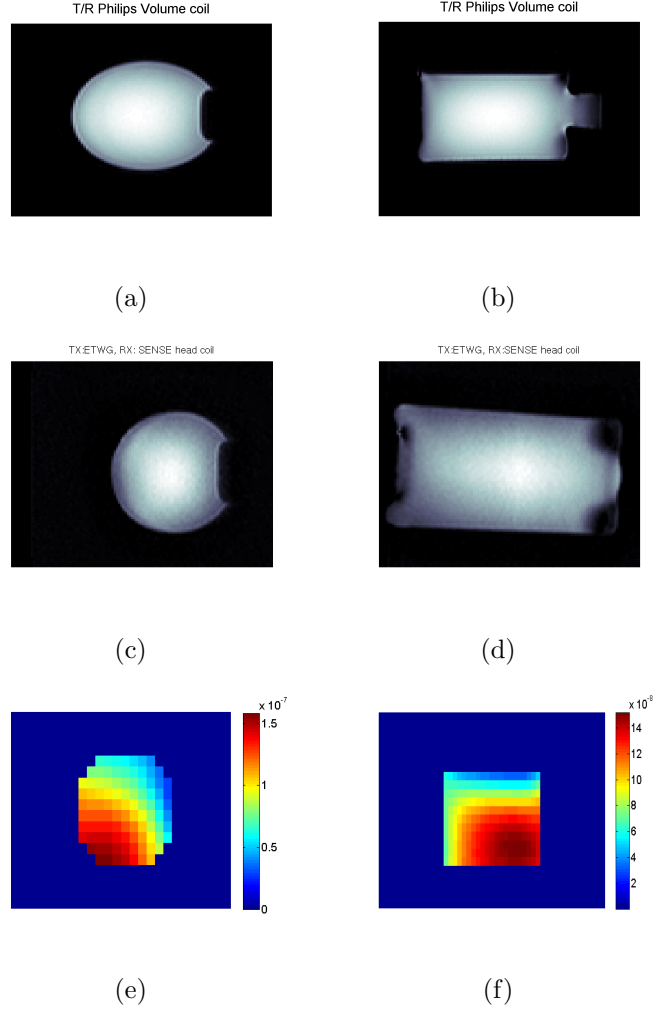 T/R Philips Volume coil
T/R Philips Volume coil
(a)
(b)
TX:ETWG, RX: SENSE head coil
TX:ETWG, RX:SENSE head coil
(c)
(d)
x 10⁻⁷
1.5
1
0.5
0
x 10⁻⁸
14
12
10
8
6
4
2
(e)
(f)